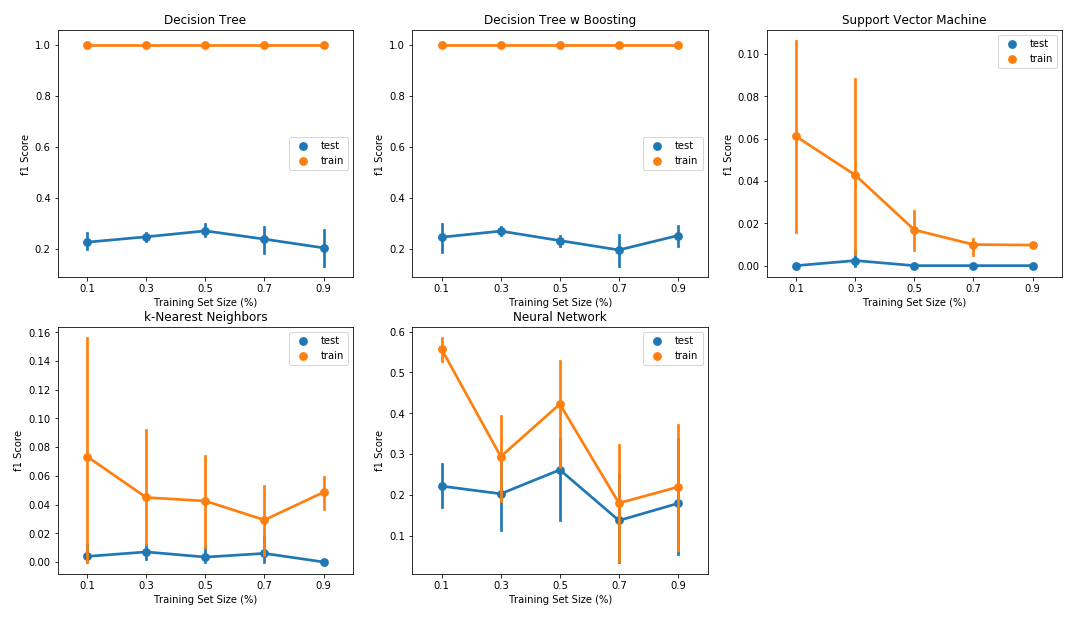 Decision Tree
f1 Score
1.0
0.8
0.6
0.4
0.2
test
train
0.1 0.3 0.5 0.7 0.9
Training Set Size (%)
Decision Tree w Boosting
f1 Score
1.0
0.8
0.6
0.4
0.2
test
train
0.1 0.3 0.5 0.7 0.9
Training Set Size (%)
Support Vector Machine
f1 Score
0.10
0.08
0.06
0.04
0.02
0.00
test
train
0.1 0.3 0.5 0.7 0.9
Training Set Size (%)
k-Nearest Neighbors
f1 Score
0.16
0.14
0.12
0.10
0.08
0.06
0.04
0.02
0.00
test
train
0.1 0.3 0.5 0.7 0.9
Training Set Size (%)
Neural Network
f1 Score
0.6
0.5
0.4
0.3
0.2
0.1
test
train
0.1 0.3 0.5 0.7 0.9
Training Set Size (%)